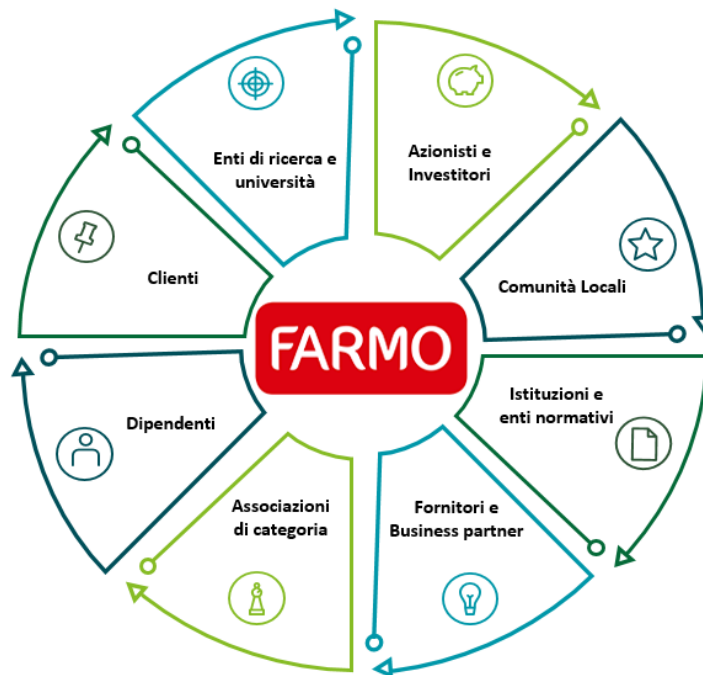 Enti di ricerca e
università
Azionisti e
Investitori
Clienti
Comunità Locali
FARMO
Dipendenti
Istituzioni e
enti normativi
Associazioni
di categoria
Fornitori e
Business partner